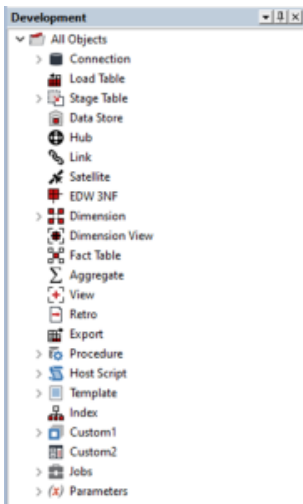 Development
All Objects
Connection
Load Table
Stage Table
Data Store
Hub
Link
Satellite
EDW 3NF
Dimension
Dimension View
Fact Table
Aggregate
View
Retro
Export
Procedure
Host Script
Template
Index
Custom1
Custom2
Jobs
Parameters